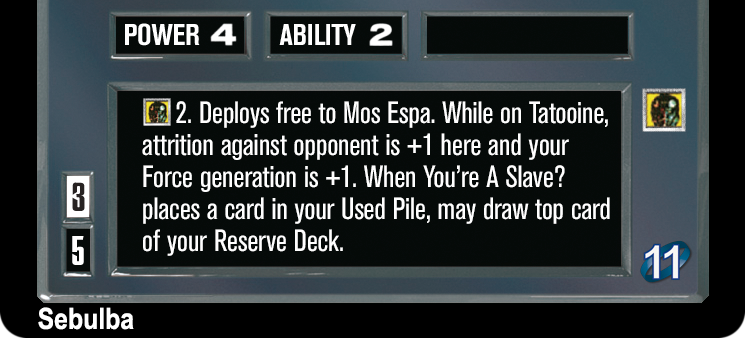 POWER 4 ABILITY 2
2. Deploys free to Mos Espa. While on Tatooine,
attrition against opponent is +1 here and your
Force generation is +1. When You're A Slave?
places a card in your Used Pile, may draw top card
of your Reserve Deck.
3
5
11
Sebulba